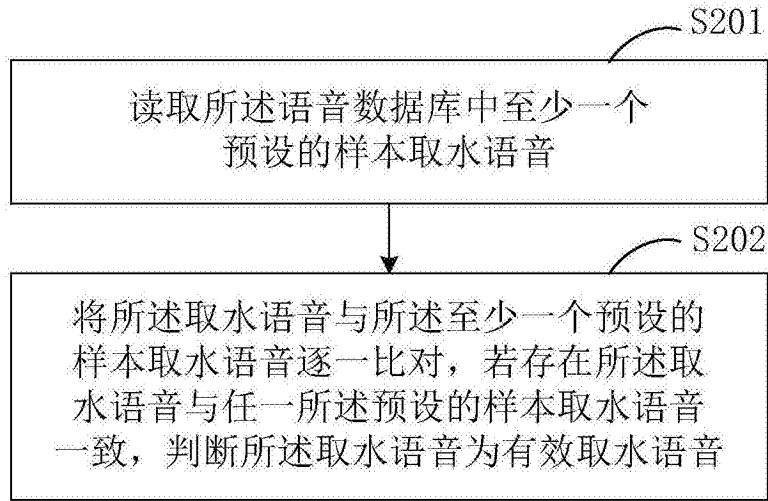 S201
读取所述语音数据库中至少一个
预设的样本取水语音
S202
将所述取水语音与所述至少一个预设的
样本取水语音逐一比对，若存在所述取
水语音与任一所述预设的样本取水语音
一致，判断所述取水语音为有效取水语音